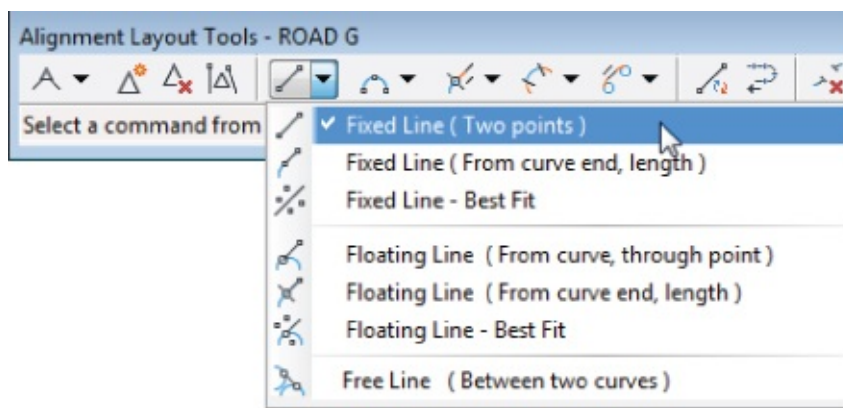 Alignment Layout Tools - ROAD G
Select a command from
Fixed Line ( Two points )
Fixed Line ( From curve end, length )
Fixed Line - Best Fit
Floating Line ( From curve, through point )
Floating Line ( From curve end, length )
Floating Line - Best Fit
Free Line ( Between two curves )